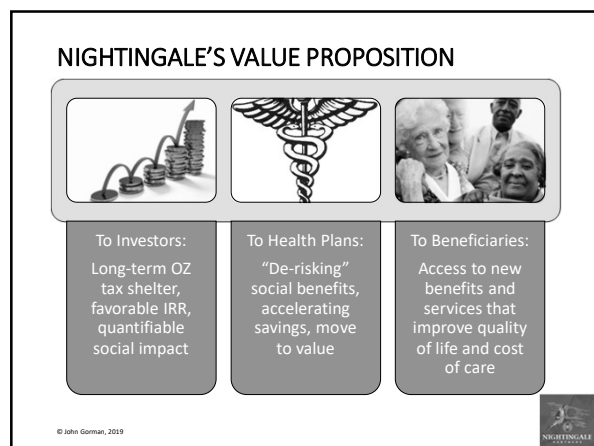 NIGHTINGALE’S VALUE PROPOSITION
To Investors:
Long-term OZ
tax shelter,
favorable IRR,
quantifiable
social impact
To Health Plans:
“De-risking”
social benefits,
accelerating
savings, move
to value
To Beneficiaries:
Access to new
benefits and
services that
improve quality
of life and cost
of care
© John Gorman, 2019
NIGHTINGALE
PARTNERS